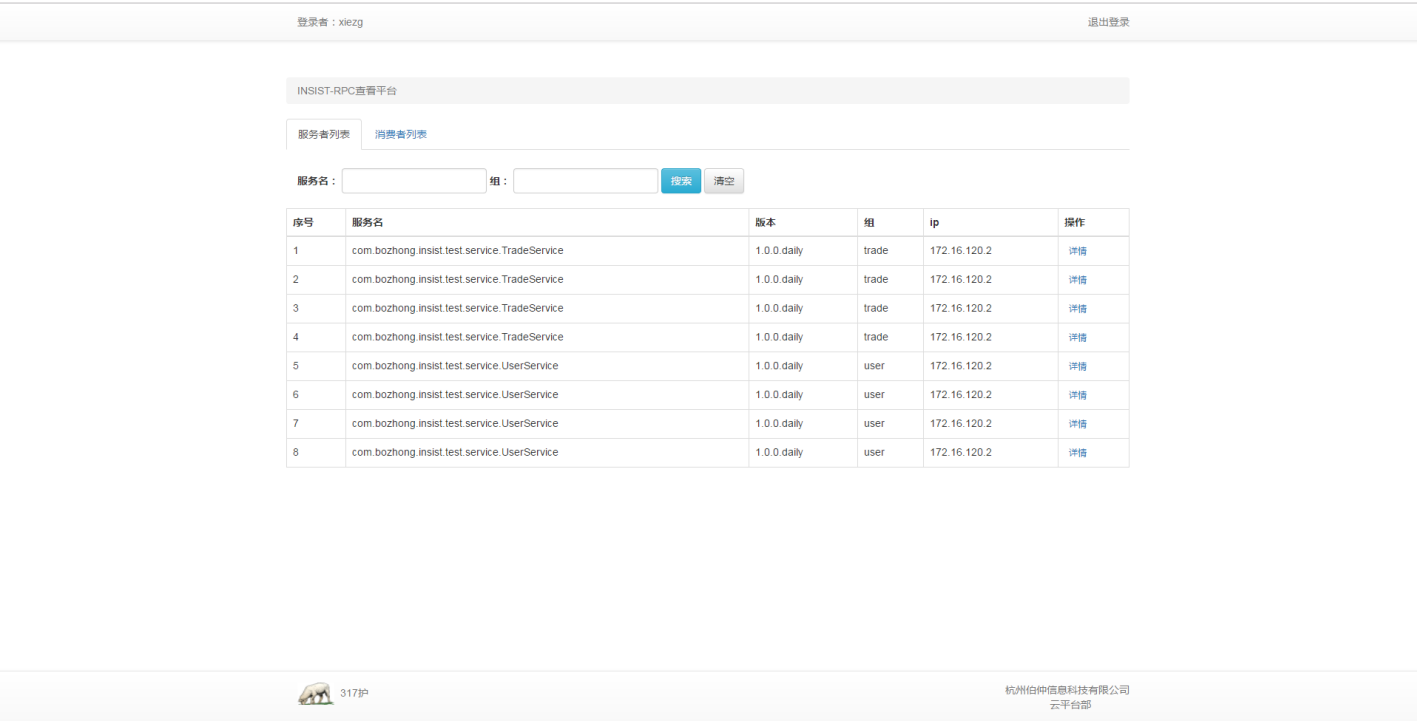 登录者：xiezg 退出登录
INSIST-RPC查看平台
服务者列表 消费者列表
服务名： 组： 搜索 清空
序号 服务名 版本 组 ip 操作
1 com.bozhong.insist.test.service.TradeService 1.0.0.daily trade 172.16.120.2 详情
2 com.bozhong.insist.test.service.TradeService 1.0.0.daily trade 172.16.120.2 详情
3 com.bozhong.insist.test.service.TradeService 1.0.0.daily trade 172.16.120.2 详情
4 com.bozhong.insist.test.service.TradeService 1.0.0.daily trade 172.16.120.2 详情
5 com.bozhong.insist.test.service.UserService 1.0.0.daily user 172.16.120.2 详情
6 com.bozhong.insist.test.service.UserService 1.0.0.daily user 172.16.120.2 详情
7 com.bozhong.insist.test.service.UserService 1.0.0.daily user 172.16.120.2 详情
8 com.bozhong.insist.test.service.UserService 1.0.0.daily user 172.16.120.2 详情
317护 杭州伯仲信息科技有限公司
云平台部